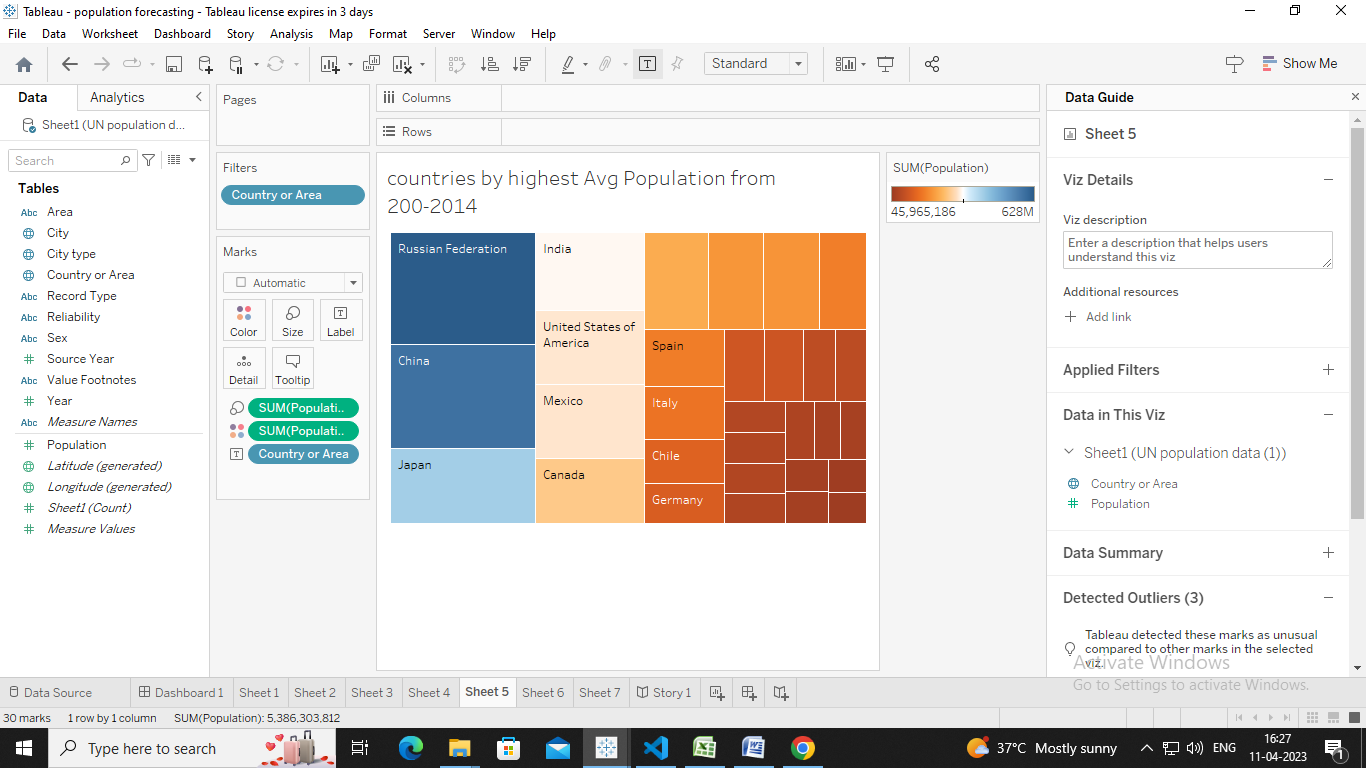 Tableau - population forecasting - Tableau license expires in 3 days
File Data Worksheet Dashboard Story Analysis Map Format Server Window Help
Standard
Show Me
Data Analytics
Sheet1 (UN population d...
Search
Tables
Abc Area
City
City type
Country or Area
Abc Record Type
Abc Reliability
Abc Sex
Source Year
Abc Value Footnotes
Year
Abc Measure Names
Population
Latitude (generated)
Longitude (generated)
Sheet1 (Count)
Measure Values
Pages
Filters
Country or Area
Marks
Automatic
Color Size Label
Detail Tooltip
SUM(Populati..
SUM(Populati..
Country or Area
Columns
Rows
countries by highest Avg Population from
200-2014
Russian Federation
China
Japan
India
United States of
America
Mexico
Canada
Spain
Italy
Chile
Germany
SUM(Population)
45,965,186 628M
Data Guide
Sheet 5
Viz Details
Viz description
Enter a description that helps users
understand this viz
Additional resources
Add link
Applied Filters
Data in This Viz
Sheet1 (UN population data (1))
Country or Area
Population
Data Summary
Detected Outliers (3)
Tableau detected these marks as unusual
compared to other marks in the selected
viz.
Activate Windows
Go to Settings to activate Windows.
Data Source Dashboard 1 Sheet 1 Sheet 2 Sheet 3 Sheet 4 Sheet 5 Sheet 6 Sheet 7 Story 1
30 marks 1 row by 1 column SUM(Population): 5,386,303,812
Type here to search
37°C Mostly sunny
ENG
16:27
11-04-2023
1